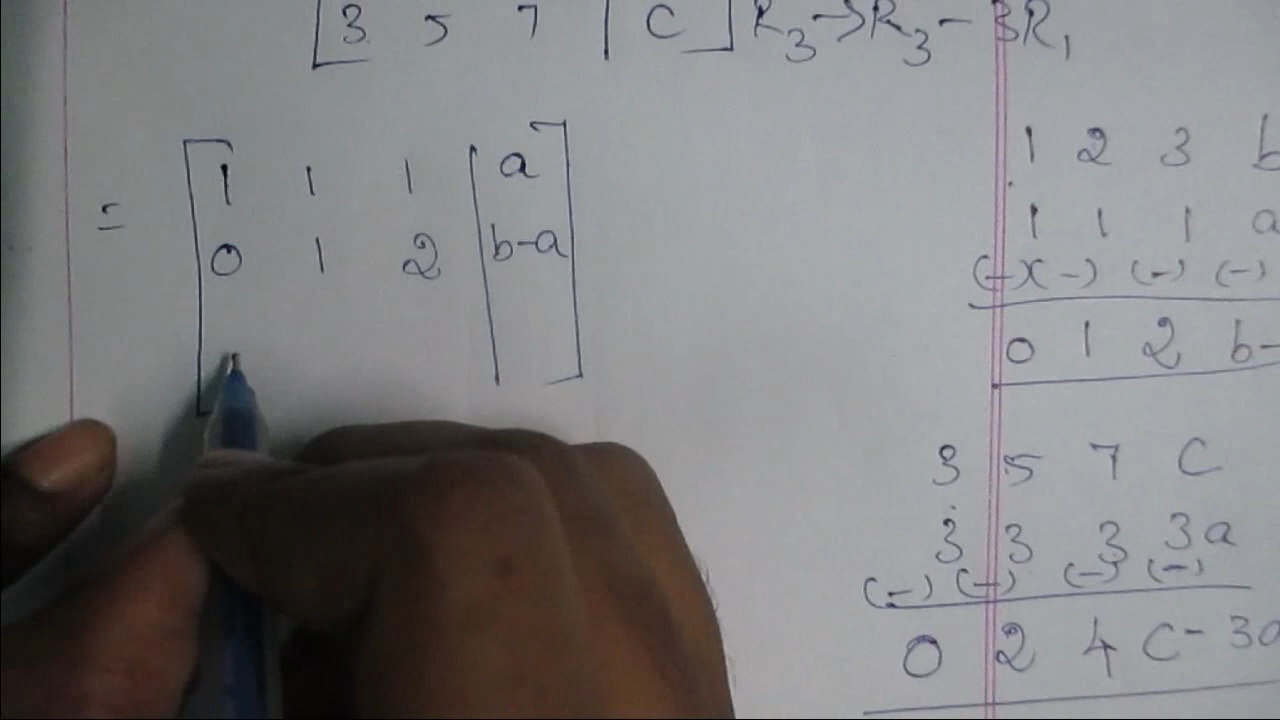 3 5 7 | C R₃→R₃-3R₁
= 1 1 1 | a
0 1 2 | b-a
1 2 3 b
1 1 1 a
(-) (-) (-) (-)
0 1 2 b-
3 5 7 C
3 3 3 3a
(-) (-) (-) (-)
0 2 4 C-3a